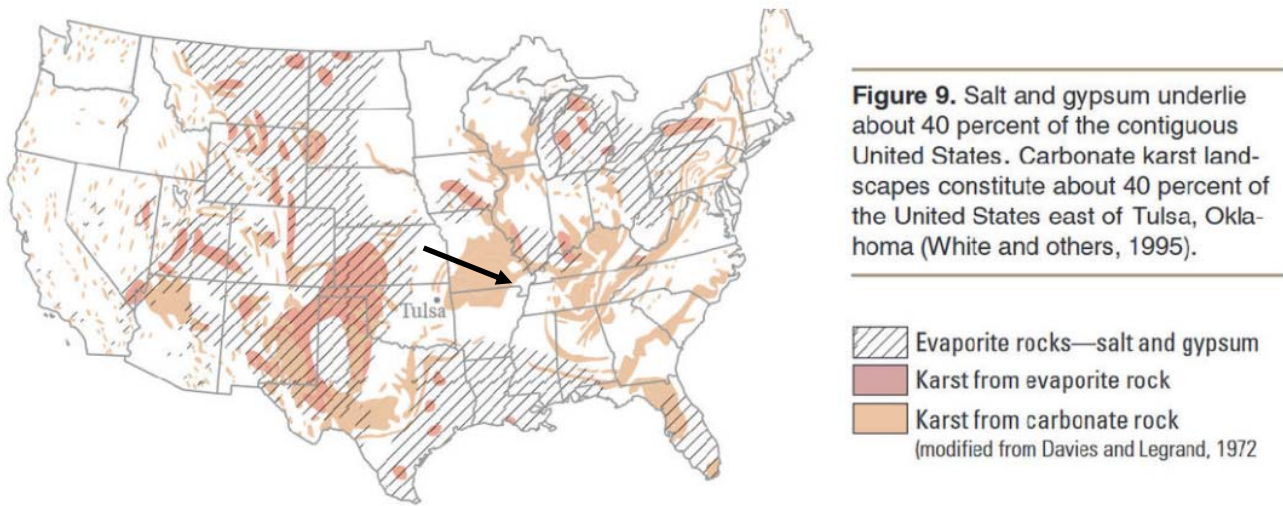 Tulsa
Figure 9. Salt and gypsum underlie
about 40 percent of the contiguous
United States. Carbonate karst land-
scapes constitute about 40 percent of
the United States east of Tulsa, Okla-
homa (White and others, 1995).
Evaporite rocks—salt and gypsum
Karst from evaporite rock
Karst from carbonate rock
(modified from Davies and Legrand, 1972